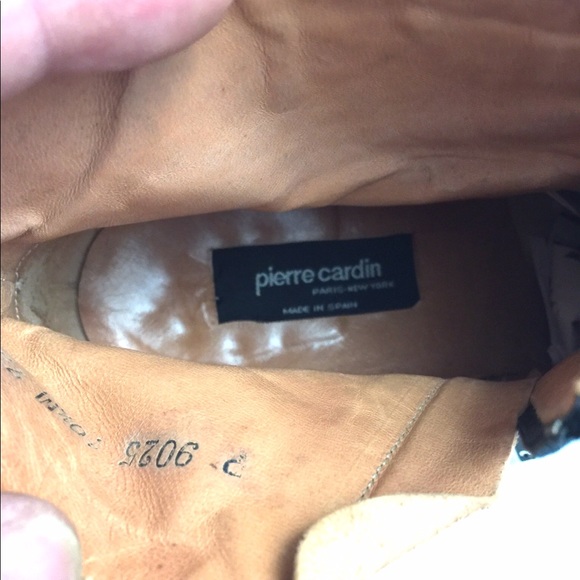 pierre cardin
PARIS-NEW YORK
MADE IN SPAIN
9025